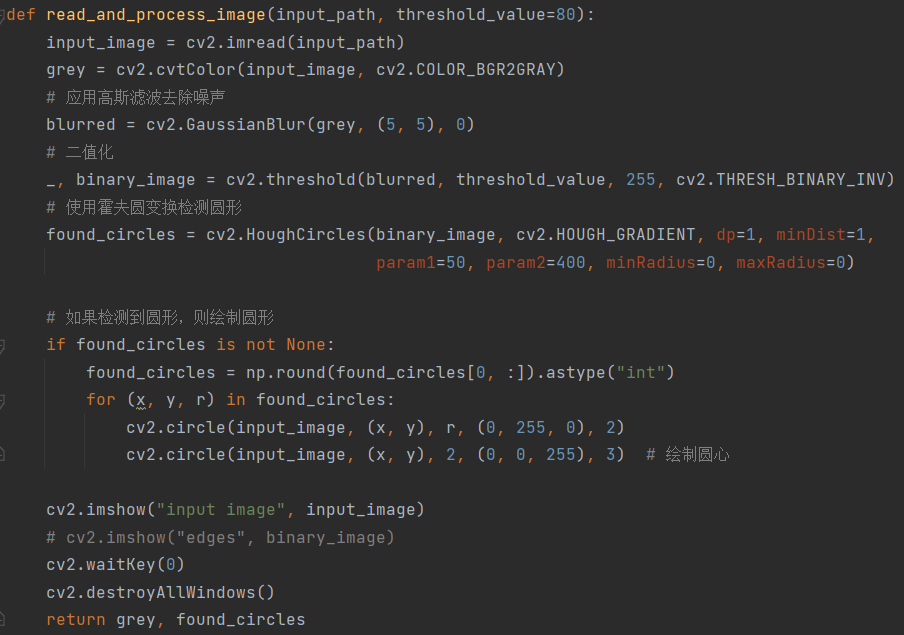 def read_and_process_image(input_path, threshold_value=80):
    input_image = cv2.imread(input_path)
    grey = cv2.cvtColor(input_image, cv2.COLOR_BGR2GRAY)
    # 应用高斯滤波去除噪声
    blurred = cv2.GaussianBlur(grey, (5, 5), 0)
    # 二值化
    _, binary_image = cv2.threshold(blurred, threshold_value, 255, cv2.THRESH_BINARY_INV)
    # 使用霍夫圆变换检测圆形
    found_circles = cv2.HoughCircles(binary_image, cv2.HOUGH_GRADIENT, dp=1, minDist=1,
                                     param1=50, param2=400, minRadius=0, maxRadius=0)

    # 如果检测到圆形，则绘制圆形
    if found_circles is not None:
        found_circles = np.round(found_circles[0, :]).astype("int")
        for (x, y, r) in found_circles:
            cv2.circle(input_image, (x, y), r, (0, 255, 0), 2)
            cv2.circle(input_image, (x, y), 2, (0, 0, 255), 3)  # 绘制圆心

    cv2.imshow("input image", input_image)
    # cv2.imshow("edges", binary_image)
    cv2.waitKey(0)
    cv2.destroyAllWindows()
    return grey, found_circles